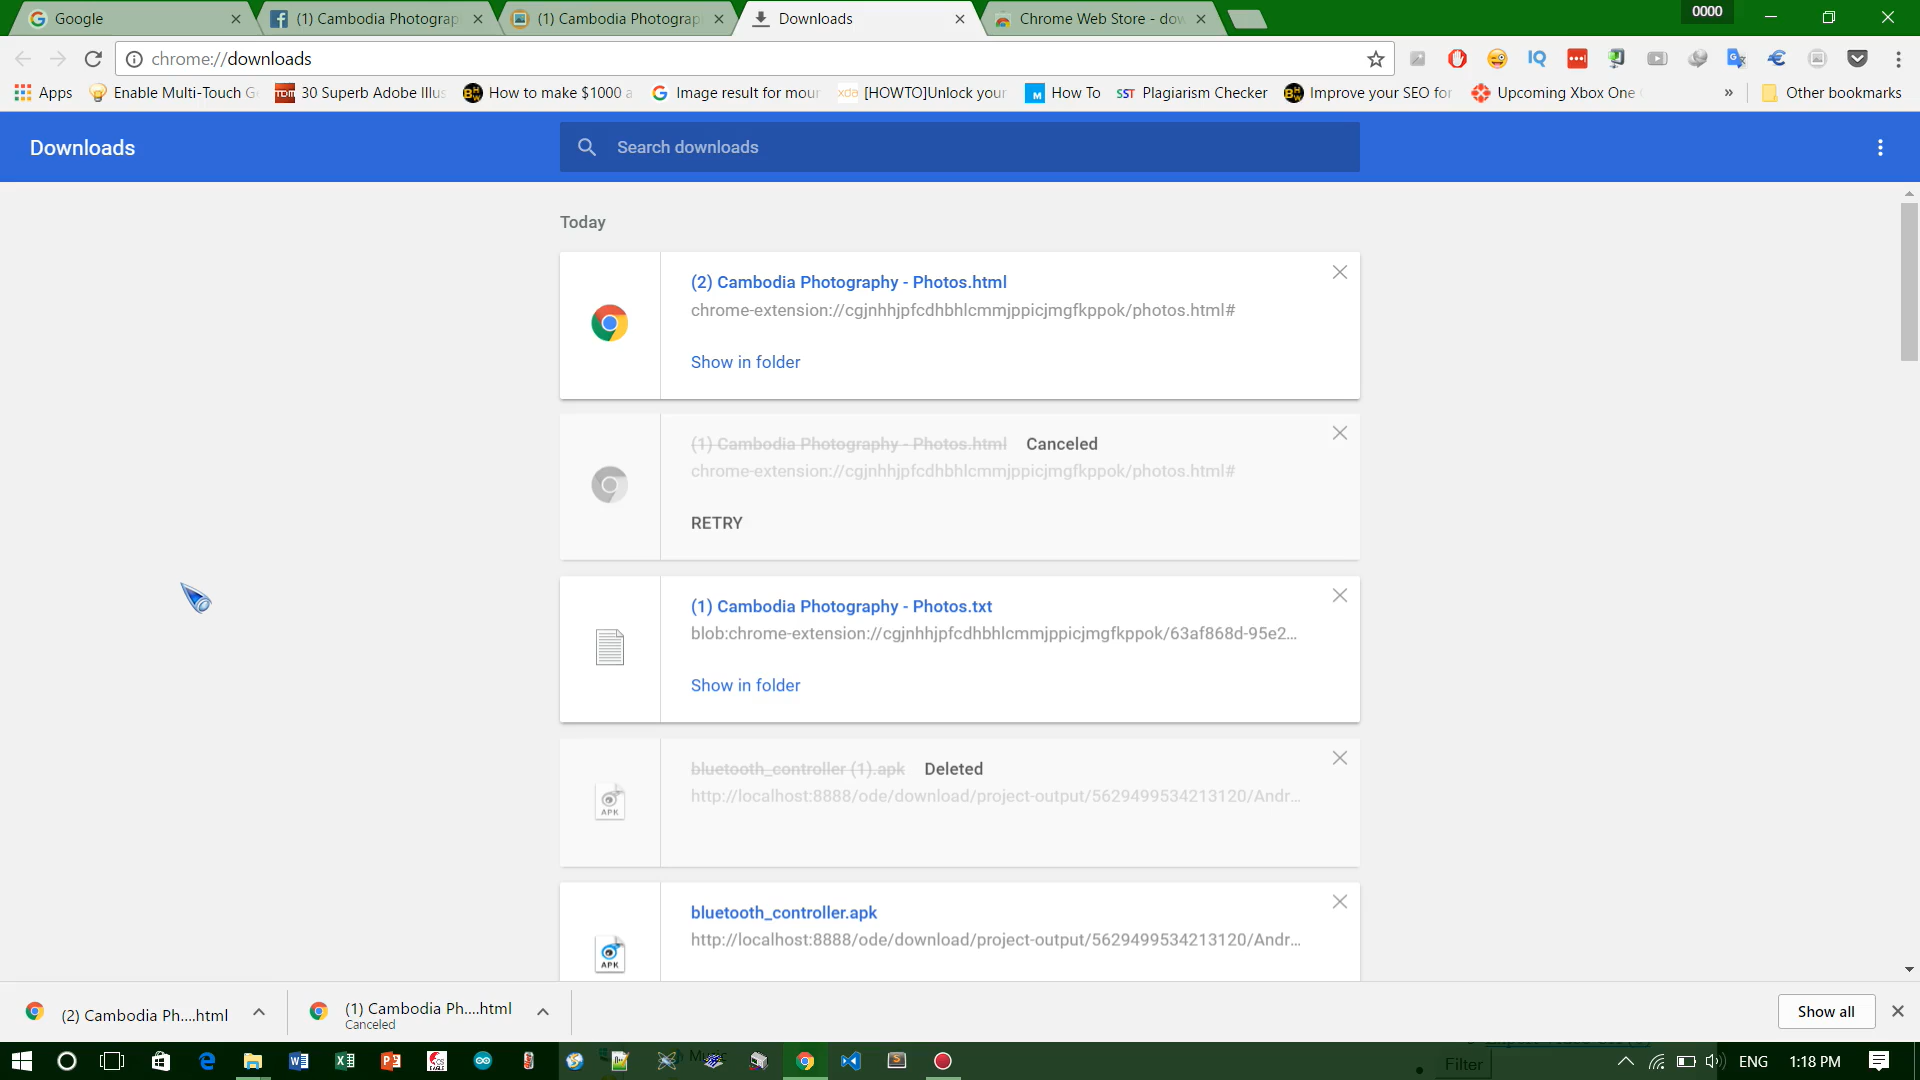 Google
(1) Cambodia Photograp
(1) Cambodia Photograp
Downloads
Chrome Web Store - dow
0000
chrome://downloads
Apps
Enable Multi-Touch G
30 Superb Adobe Illus
How to make $1000 a
Image result for mou
[HOWTO]Unlock your
How To
SST Plagiarism Checker
Improve your SEO for
Upcoming Xbox One
»
Other bookmarks
Downloads
Search downloads
Today
(2) Cambodia Photography - Photos.html
chrome-extension://cgjnhhjpfcdhbhlcmmjppicjmgfkppok/photos.html#
Show in folder
(1) Cambodia Photography - Photos.html Canceled
chrome-extension://cgjnhhjpfcdhbhlcmmjppicjmgfkppok/photos.html#
RETRY
(1) Cambodia Photography - Photos.txt
blob:chrome-extension://cgjnhhjpfcdhbhlcmmjppicjmgfkppok/63af868d-95e2...
Show in folder
bluetooth_controller (1).apk Deleted
http://localhost:8888/ode/download/project-output/5629499534213120/Andr...
APK
bluetooth_controller.apk
http://localhost:8888/ode/download/project-output/5629499534213120/Andr...
APK
(2) Cambodia Ph....html
(1) Cambodia Ph....html
Canceled
Show all
Filter
ENG
1:18 PM